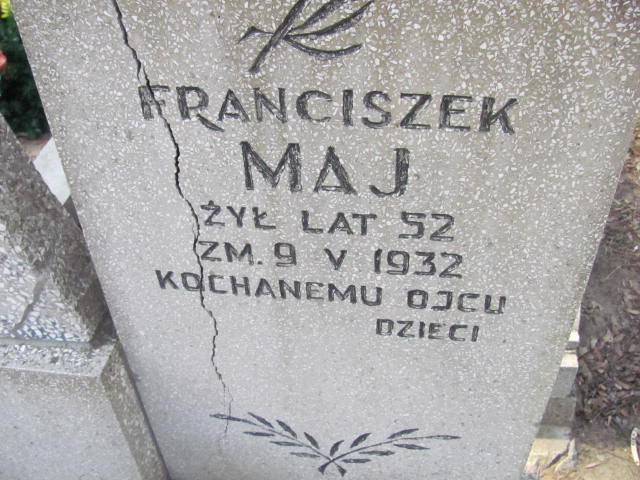 FRANCISZEK
MAJ
ŻYŁ LAT 52
ZM. 9 V 1932
KOCHANEMU OJCU
DZIECI